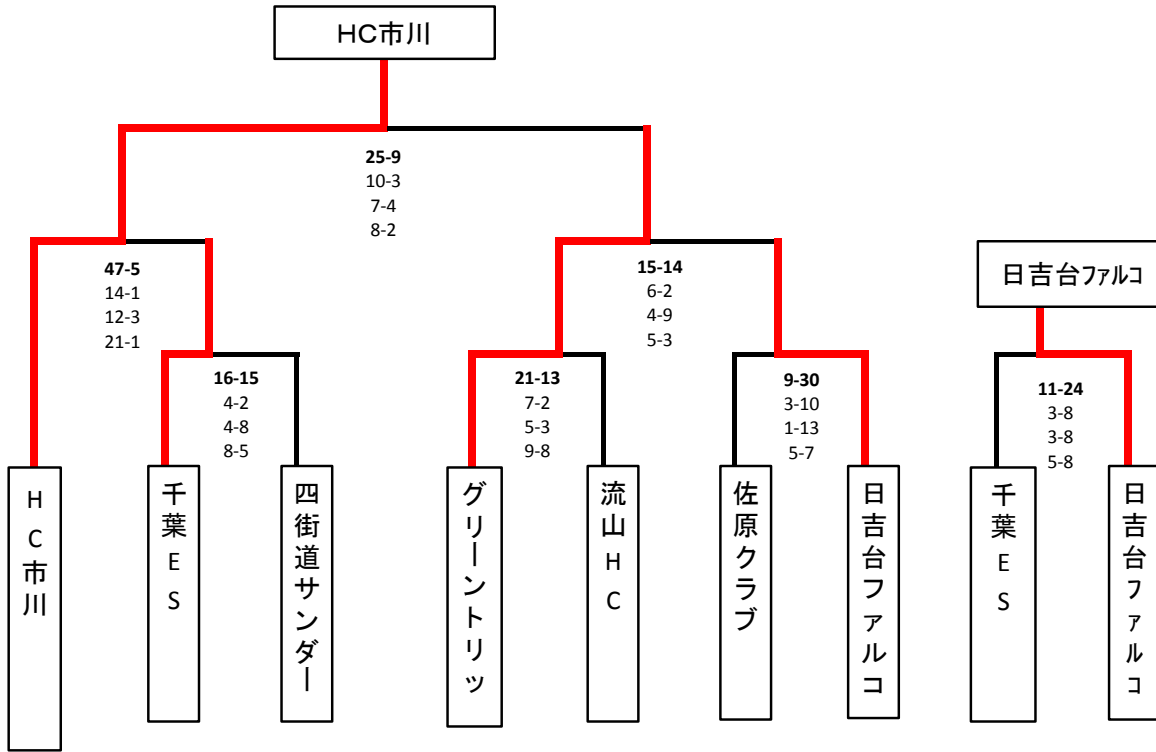 HC市川
25-9
10-3
7-4
8-2
47-5
14-1
12-3
21-1
15-14
6-2
4-9
5-3
日吉台ﾌｧﾙｺ
16-15
4-2
4-8
8-5
21-13
7-2
5-3
9-8
9-30
3-10
1-13
5-7
11-24
3-8
3-8
5-8
HC市川
千葉ES
四街道サンダー
グリーントリッ
流山HC
佐原クラブ
日吉台ファルコ
千葉ES
日吉台ファルコ